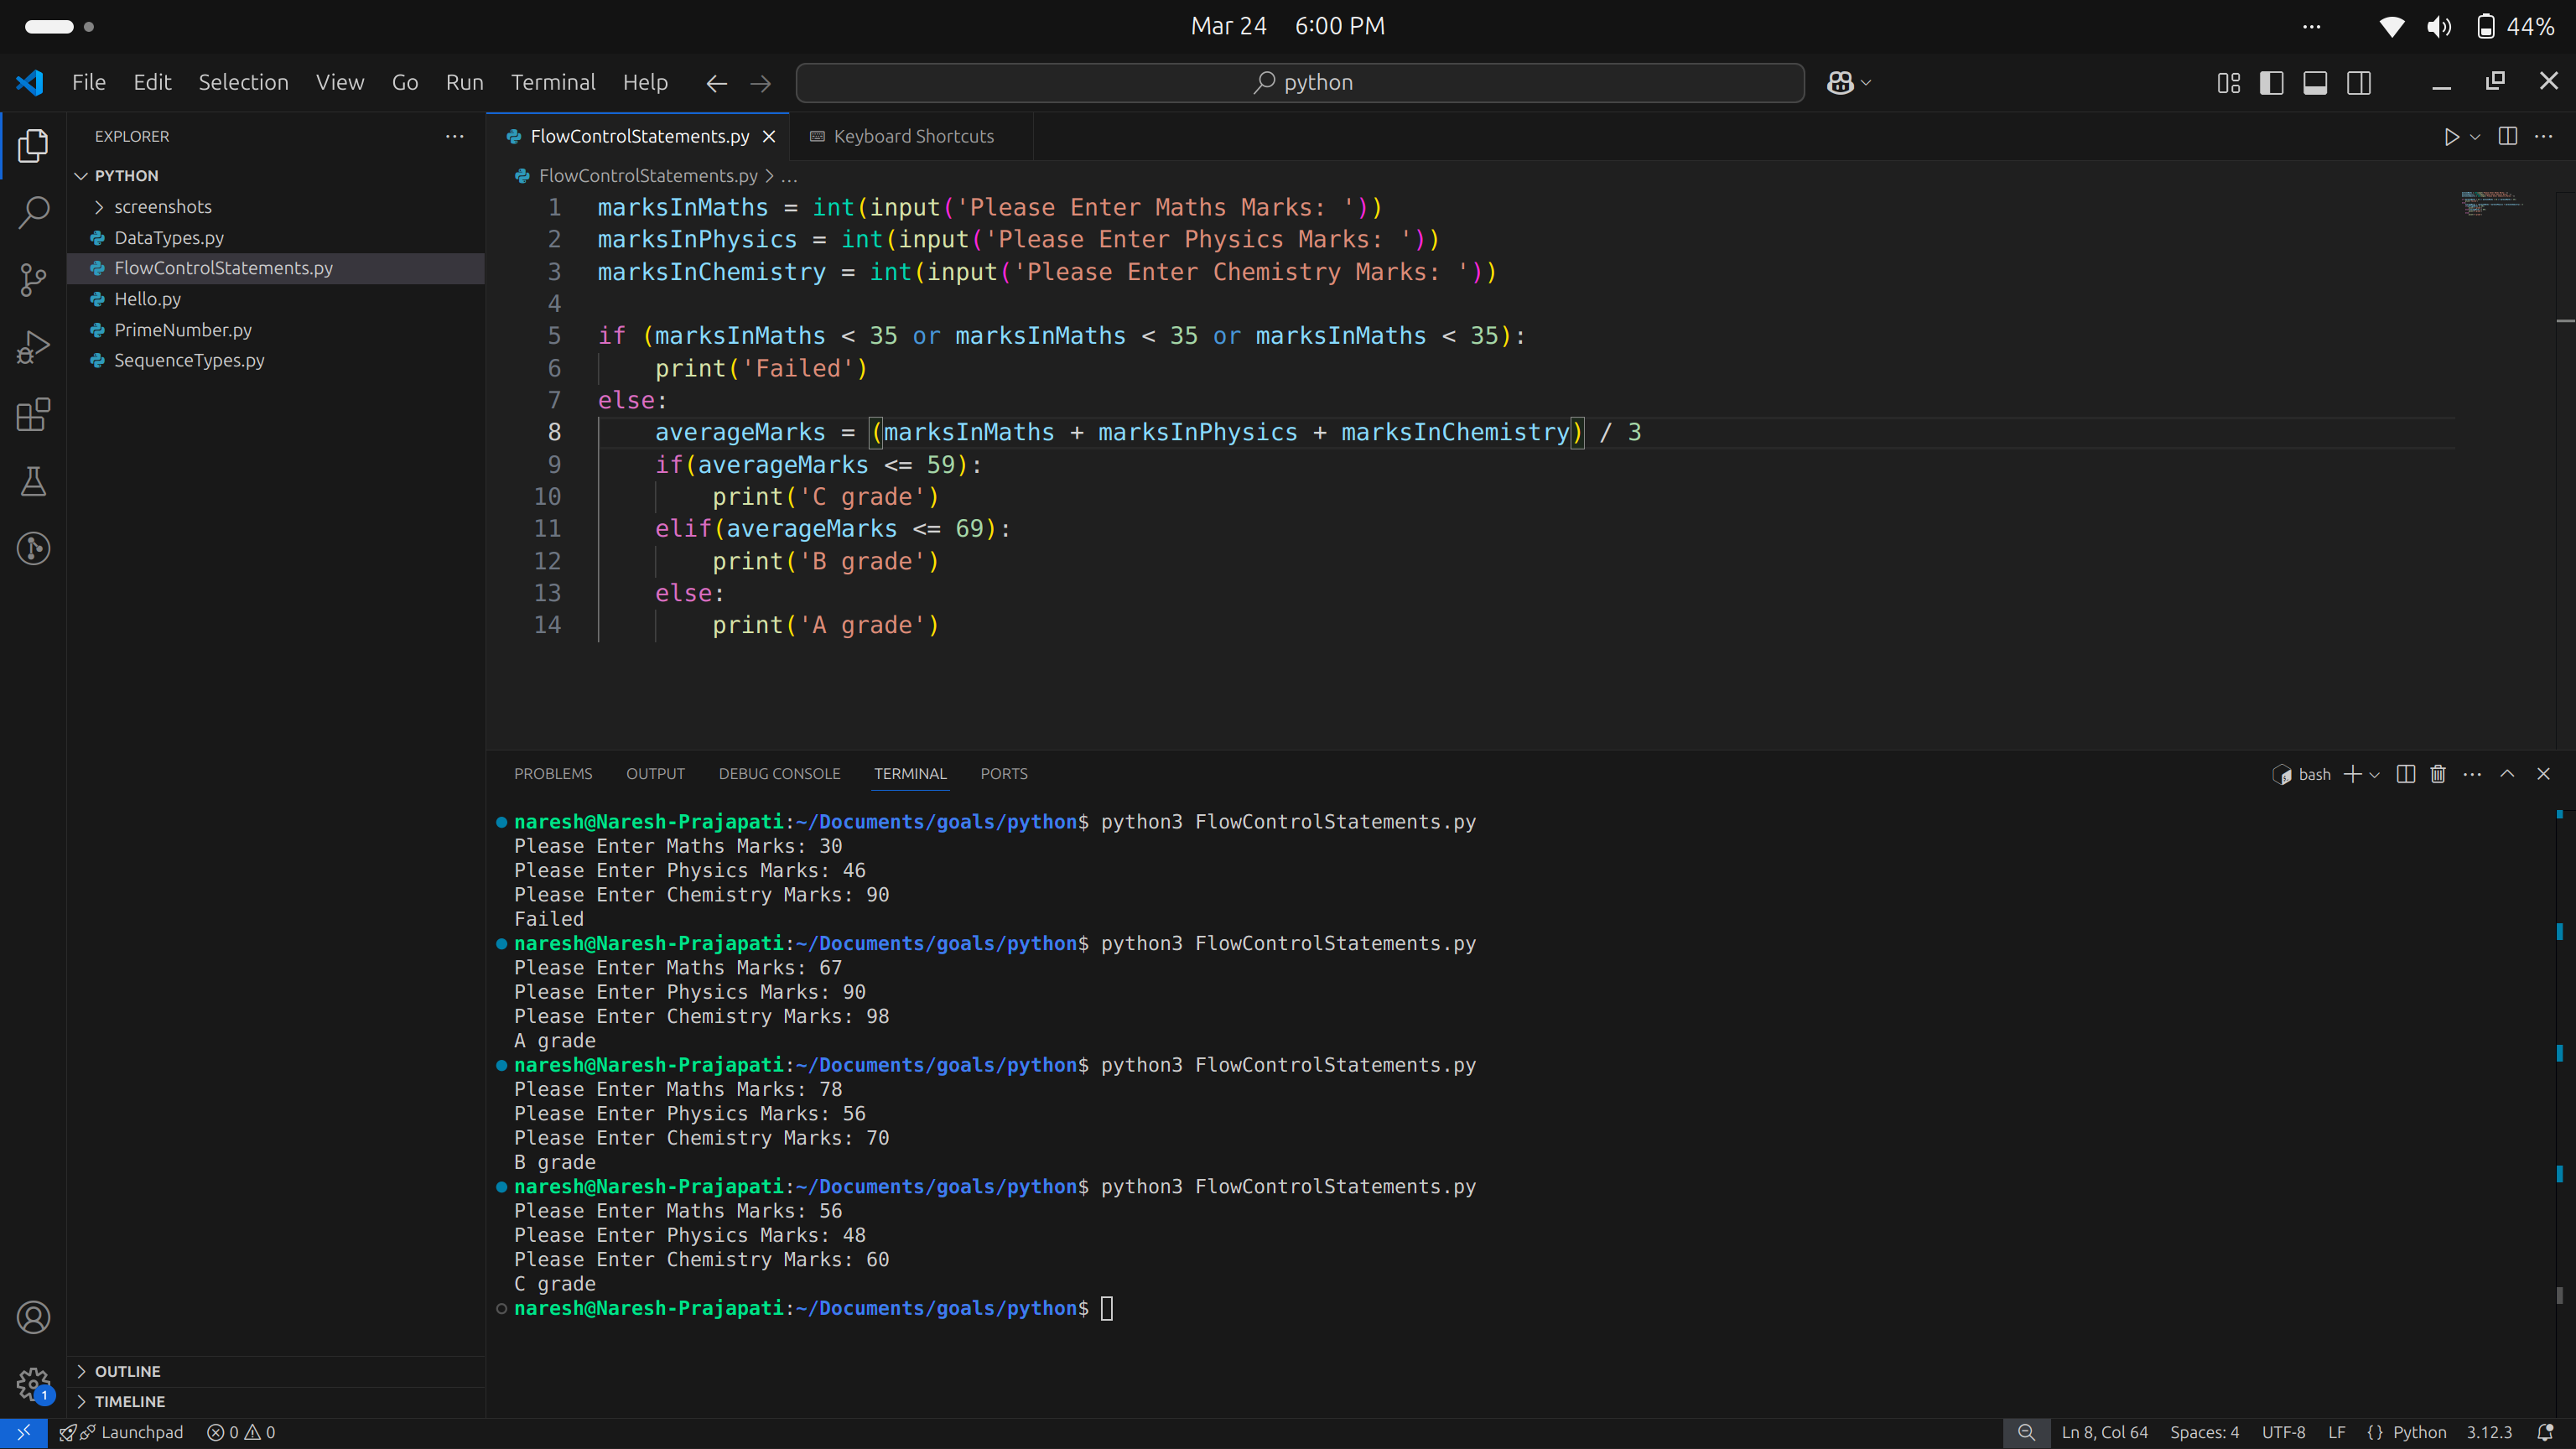 Mar 24 6:00 PM
44%
File Edit Selection View Go Run Terminal Help
python
EXPLORER
PYTHON
screenshots
DataTypes.py
FlowControlStatements.py
Hello.py
PrimeNumber.py
SequenceTypes.py
OUTLINE
TIMELINE
FlowControlStatements.py
Keyboard Shortcuts
FlowControlStatements.py > ...
1 marksInMaths = int(input('Please Enter Maths Marks: '))
2 marksInPhysics = int(input('Please Enter Physics Marks: '))
3 marksInChemistry = int(input('Please Enter Chemistry Marks: '))
4
5 if (marksInMaths < 35 or marksInMaths < 35 or marksInMaths < 35):
6     print('Failed')
7 else:
8     averageMarks = (marksInMaths + marksInPhysics + marksInChemistry) / 3
9     if(averageMarks <= 59):
10         print('C grade')
11     elif(averageMarks <= 69):
12         print('B grade')
13     else:
14         print('A grade')
PROBLEMS OUTPUT DEBUG CONSOLE TERMINAL PORTS
bash
naresh@Naresh-Prajapati:~/Documents/goals/python$ python3 FlowControlStatements.py
Please Enter Maths Marks: 30
Please Enter Physics Marks: 46
Please Enter Chemistry Marks: 90
Failed
naresh@Naresh-Prajapati:~/Documents/goals/python$ python3 FlowControlStatements.py
Please Enter Maths Marks: 67
Please Enter Physics Marks: 90
Please Enter Chemistry Marks: 98
A grade
naresh@Naresh-Prajapati:~/Documents/goals/python$ python3 FlowControlStatements.py
Please Enter Maths Marks: 78
Please Enter Physics Marks: 56
Please Enter Chemistry Marks: 70
B grade
naresh@Naresh-Prajapati:~/Documents/goals/python$ python3 FlowControlStatements.py
Please Enter Maths Marks: 56
Please Enter Physics Marks: 48
Please Enter Chemistry Marks: 60
C grade
naresh@Naresh-Prajapati:~/Documents/goals/python$
1
Launchpad 0 0
Ln 8, Col 64 Spaces: 4 UTF-8 LF {} Python 3.12.3